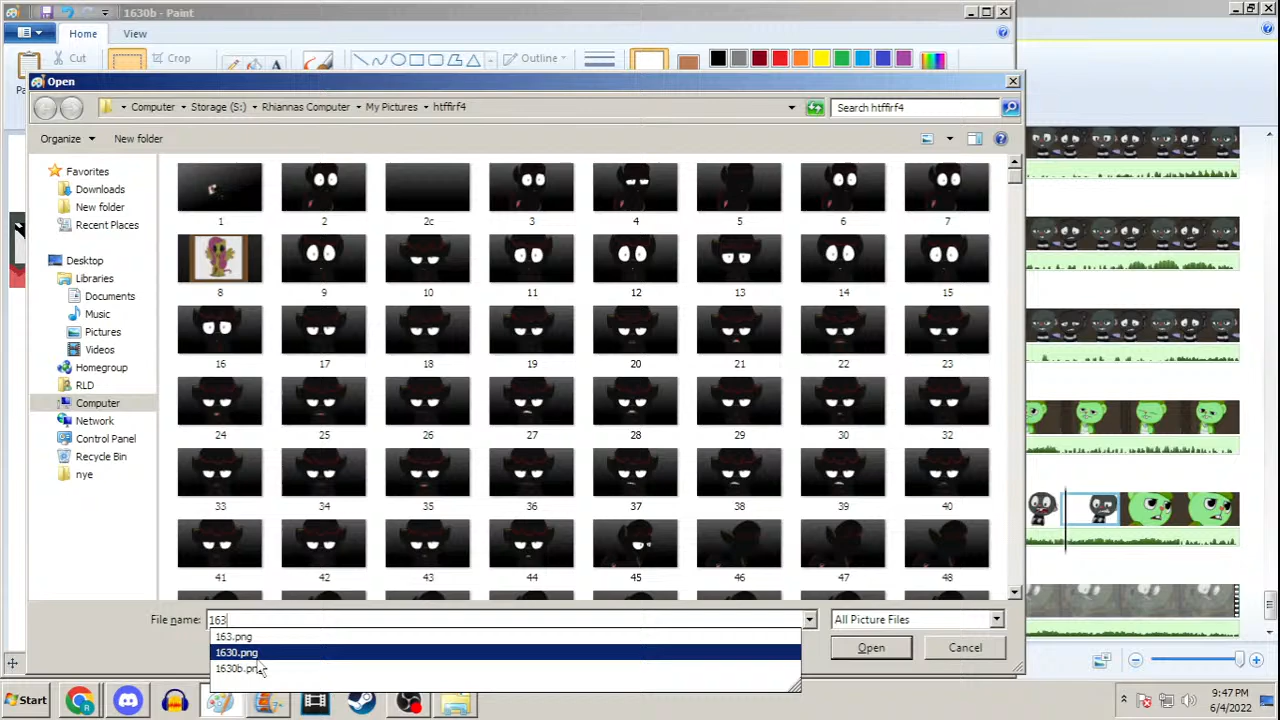 1630b - Paint
Home
View
Cut
Crop
Outline
Pa
Open
Computer
Storage (S:)
Rhiannas Computer
My Pictures
htffirf4
Search htffirf4
Organize
New folder
Favorites
Downloads
New folder
Recent Places
Desktop
Libraries
Documents
Music
Pictures
Videos
Homegroup
RLD
Computer
Network
Control Panel
Recycle Bin
nye
1 2 2c 3 4 5 6 7
8 9 10 11 12 13 14 15
16 17 18 19 20 21 22 23
24 25 26 27 28 29 30 32
33 34 35 36 37 38 39 40
41 42 43 44 45 46 47 48
File name:
163
All Picture Files
163.png
1630.png
1630b.png
Open
Cancel
Start
9:47 PM
6/4/2022